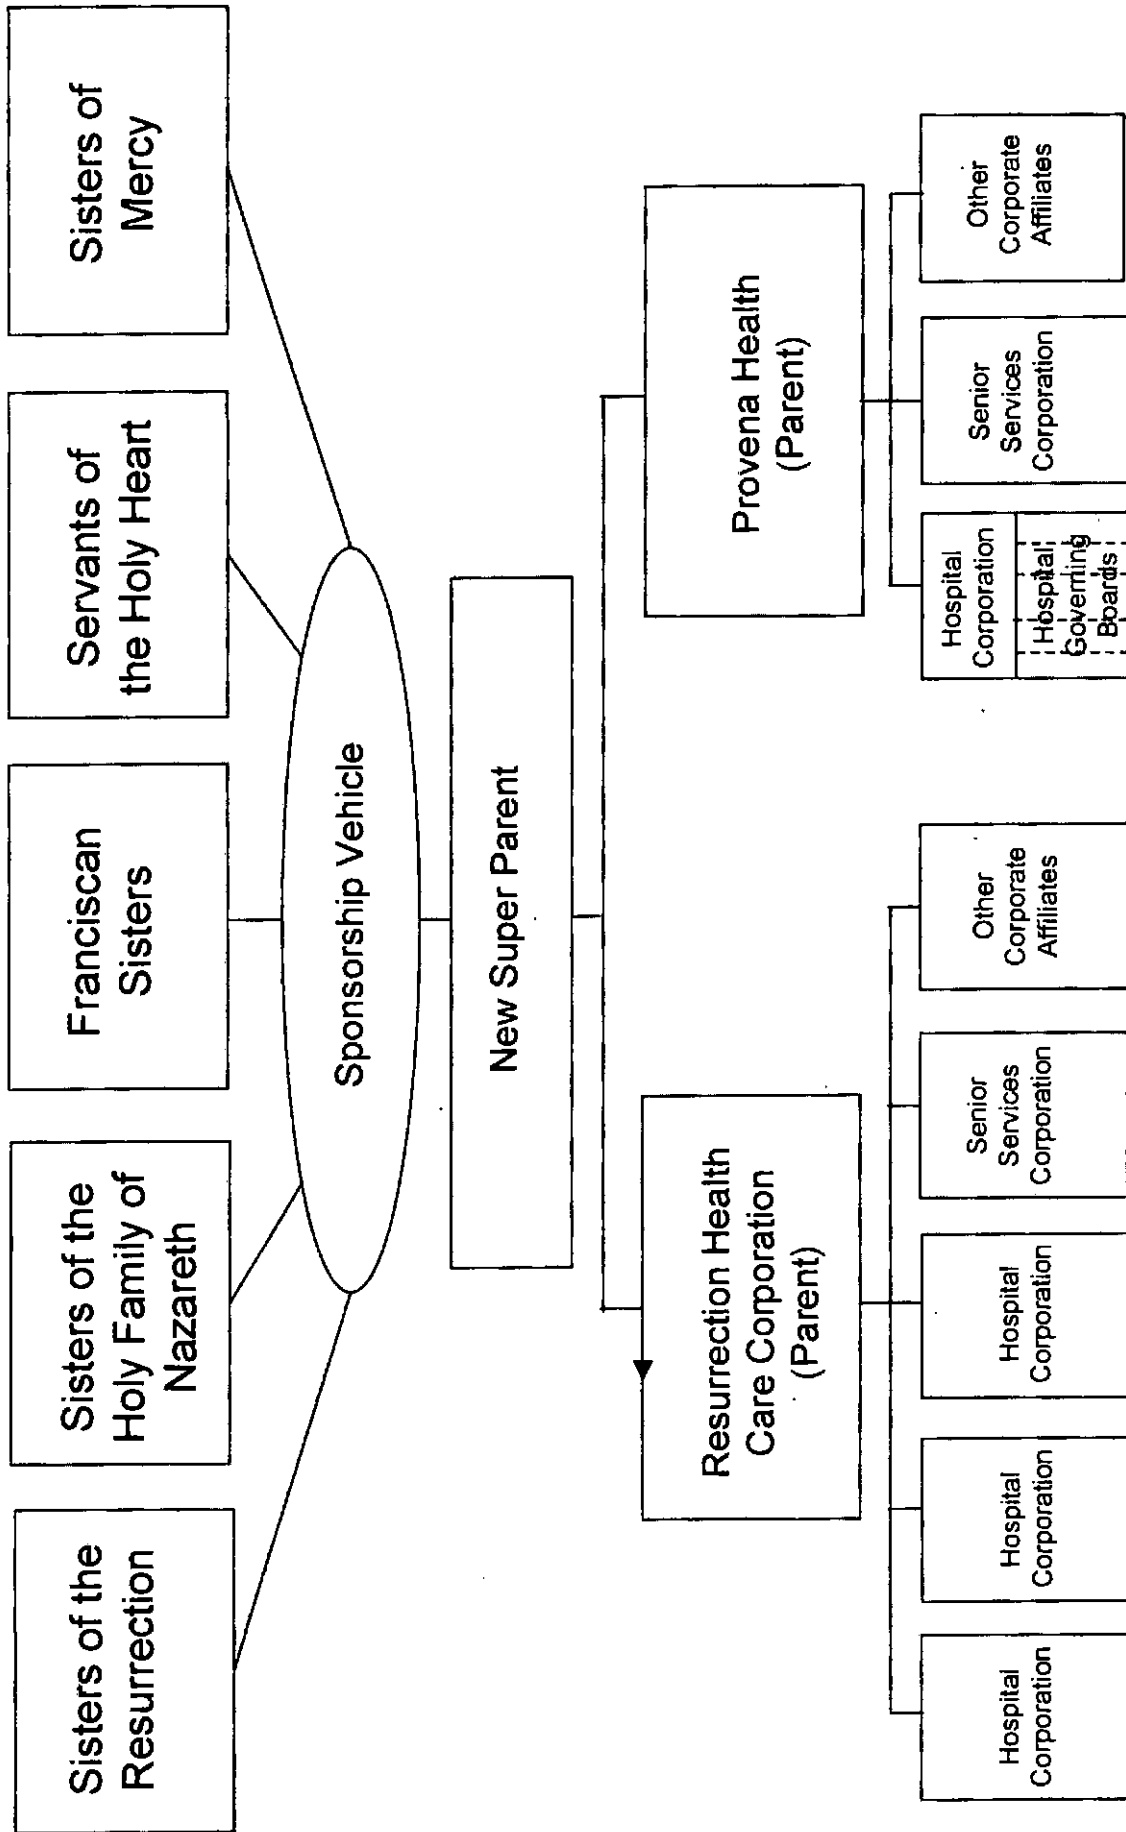 Sisters of the
Resurrection
Sisters of the
Holy Family of
Nazareth
Franciscan
Sisters
Servants of
the Holy Heart
Sisters of
Mercy
Sponsorship Vehicle
New Super Parent
Resurrection Health
Care Corporation
(Parent)
Provena Health
(Parent)
Hospital
Corporation
Hospital
Corporation
Hospital
Corporation
Senior
Services
Corporation
Other
Corporate
Affiliates
Hospital
Corporation
Hospital
Governing
Boards
Senior
Services
Corporation
Other
Corporate
Affiliates